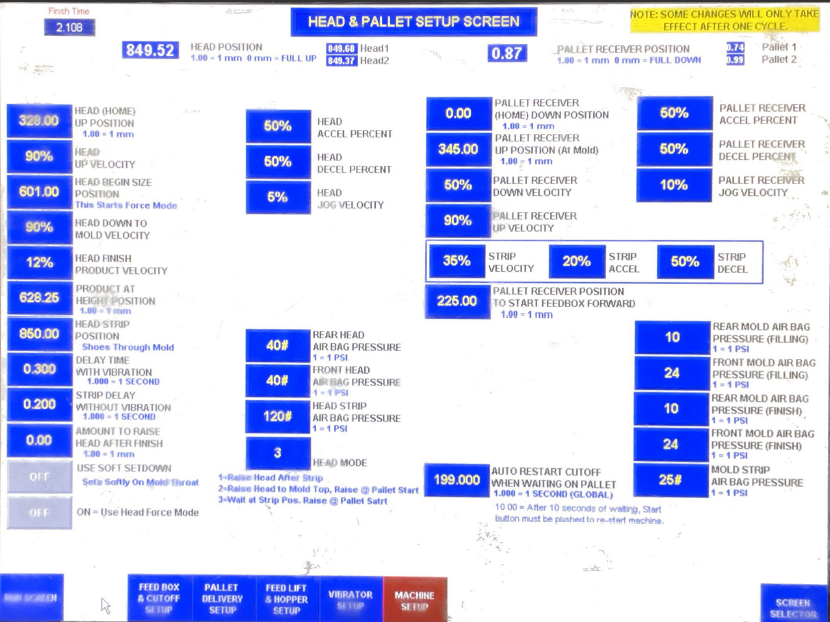 Finish Time
2.108
HEAD & PALLET SETUP SCREEN
NOTE: SOME CHANGES WILL ONLY TAKE
EFFECT AFTER ONE CYCLE.
849.52
HEAD POSITION
1.00 = 1 mm 0 mm = FULL UP
849.68 Head1
849.37 Head2
0.87
PALLET RECEIVER POSITION
1.00 = 1 mm 0 mm = FULL DOWN
0.74 Pallet 1
0.99 Pallet 2
328.00
HEAD (HOME)
UP POSITION
1.00 = 1 mm
90%
HEAD
UP VELOCITY
601.00
HEAD BEGIN SIZE
POSITION
This Starts Force Mode
90%
HEAD DOWN TO
MOLD VELOCITY
12%
HEAD FINISH
PRODUCT VELOCITY
628.25
PRODUCT AT
HEIGHT POSITION
1.00 = 1 mm
850.00
HEAD STRIP
POSITION
Shoes Through Mold
0.300
DELAY TIME
WITH VIBRATION
1.000 = 1 SECOND
0.200
STRIP DELAY
WITHOUT VIBRATION
1.000 = 1 SECOND
0.00
AMOUNT TO RAISE
HEAD AFTER FINISH
1.00 = 1 mm
OFF
USE SOFT SETDOWN
Sets Softly On Mold Throat
OFF
ON = Use Head Force Mode
50%
HEAD
ACCEL PERCENT
50%
HEAD
DECEL PERCENT
5%
HEAD
JOG VELOCITY
40#
REAR HEAD
AIR BAG PRESSURE
1 = 1 PSI
40#
FRONT HEAD
AIR BAG PRESSURE
1 = 1 PSI
120#
HEAD STRIP
AIR BAG PRESSURE
1 = 1 PSI
3
HEAD MODE
1=Raise Head After Strip
2=Raise Head to Mold Top, Raise @ Pallet Start
3=Wait at Strip Pos. Raise @ Pallet Satrt
0.00
PALLET RECEIVER
(HOME) DOWN POSITION
1.00 = 1 mm
345.00
PALLET RECEIVER
UP POSITION (At Mold)
1.00 = 1 mm
50%
PALLET RECEIVER
DOWN VELOCITY
90%
PALLET RECEIVER
UP VELOCITY
50%
PALLET RECEIVER
ACCEL PERCENT
50%
PALLET RECEIVER
DECEL PERCENT
10%
PALLET RECEIVER
JOG VELOCITY
35%
STRIP
VELOCITY
20%
STRIP
ACCEL
50%
STRIP
DECEL
225.00
PALLET RECEIVER POSITION
TO START FEEDBOX FORWARD
1.00 = 1 mm
10
REAR MOLD AIR BAG
PRESSURE (FILLING)
1 = 1 PSI
24
FRONT MOLD AIR BAG
PRESSURE (FILLING)
1 = 1 PSI
10
REAR MOLD AIR BAG
PRESSURE (FINISH)
1 = 1 PSI
24
FRONT MOLD AIR BAG
PRESSURE (FINISH)
1 = 1 PSI
25#
MOLD STRIP
AIR BAG PRESSURE
1 = 1 PSI
199.000
AUTO RESTART CUTOFF
WHEN WAITING ON PALLET
1.000 = 1 SECOND (GLOBAL)
10.00 = After 10 seconds of waiting, Start
button must be pushed to re-start machine.
RUN SCREEN
FEED BOX
& CUTOFF
SETUP
PALLET
DELIVERY
SETUP
FEED LIFT
& HOPPER
SETUP
VIBRATOR
SETUP
MACHINE
SETUP
SCREEN
SELECTOR